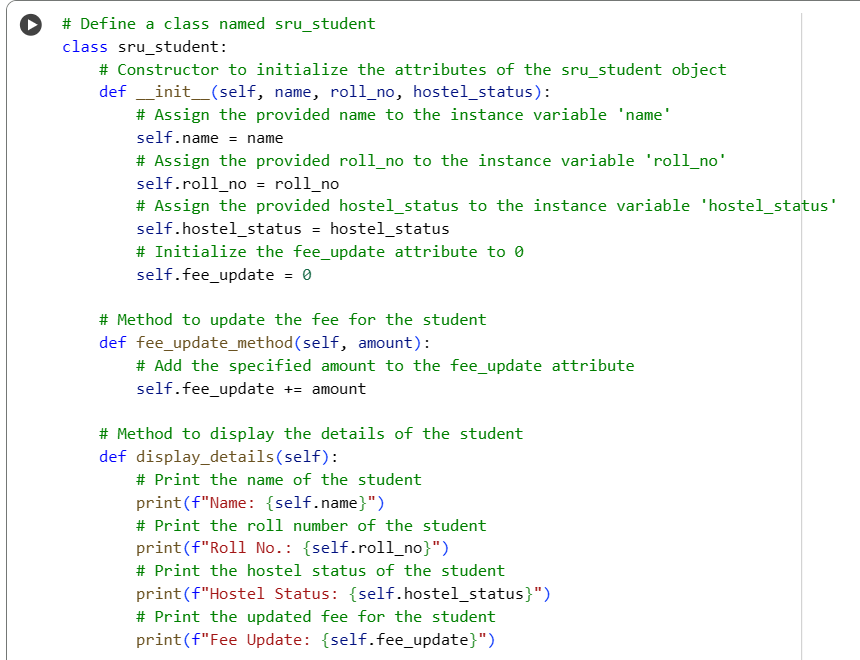 # Define a class named sru_student
class sru_student:
    # Constructor to initialize the attributes of the sru_student object
    def __init__(self, name, roll_no, hostel_status):
        # Assign the provided name to the instance variable 'name'
        self.name = name
        # Assign the provided roll_no to the instance variable 'roll_no'
        self.roll_no = roll_no
        # Assign the provided hostel_status to the instance variable 'hostel_status'
        self.hostel_status = hostel_status
        # Initialize the fee_update attribute to 0
        self.fee_update = 0

    # Method to update the fee for the student
    def fee_update_method(self, amount):
        # Add the specified amount to the fee_update attribute
        self.fee_update += amount

    # Method to display the details of the student
    def display_details(self):
        # Print the name of the student
        print(f"Name: {self.name}")
        # Print the roll number of the student
        print(f"Roll No.: {self.roll_no}")
        # Print the hostel status of the student
        print(f"Hostel Status: {self.hostel_status}")
        # Print the updated fee for the student
        print(f"Fee Update: {self.fee_update}")